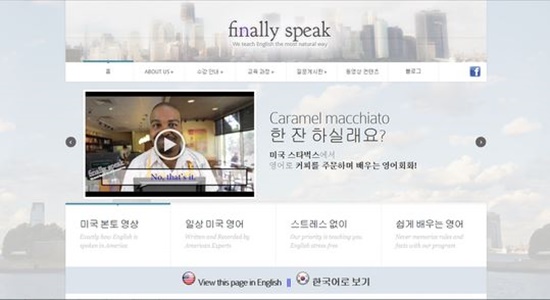 finally speak
We teach English the most natural way
홈 ABOUT US 수강 안내 교육 과정 질문게시판 동영상 컨텐츠 블로그 f
Caramel macchiato
한 잔 하실래요?
미국 스타벅스에서
영어로 커피를 주문하며 배우는 영어회화!
No, that's it.
미국 본토 영상 일상 미국 영어 스트레스 없이 쉽게 배우는 영어
Exactly how English is spoken in America
Written and Recorded by American Experts
Our priority is teaching you English stress free
Never memorize rules and facts with our program
View this page in English || 한국어로 보기